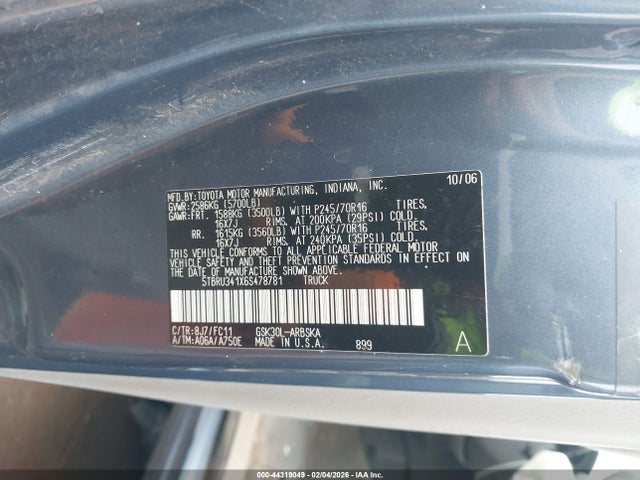 10/06
MFD.BY:TOYOTA MOTOR MANUFACTURING, INDIANA, INC.
GVWR:2586KG (5700LB)
GAWR:FRT. 1588KG (3500LB) WITH P245/70R16 TIRES.
16X7J RIMS. AT 200KPA (29PSI) COLD.
RR. 1615KG (3560LB) WITH P245/70R16 TIRES.
16X7J RIMS. AT 240KPA (35PSI) COLD.
THIS VEHICLE CONFORMS TO ALL APPLICABLE FEDERAL MOTOR
VEHICLE SAFETY AND THEFT PREVENTION STANDARDS IN EFFECT ON
THE DATE OF MANUFACTURE SHOWN ABOVE.
5TBRU341X6S478781 TRUCK
C/TR:8J7/FC11 GSK30L-ARBSKA
A/TM:A06A/A750E MADE IN U.S.A. 899
A
000-44319049 - 02/04/2026 - IAAI.COM